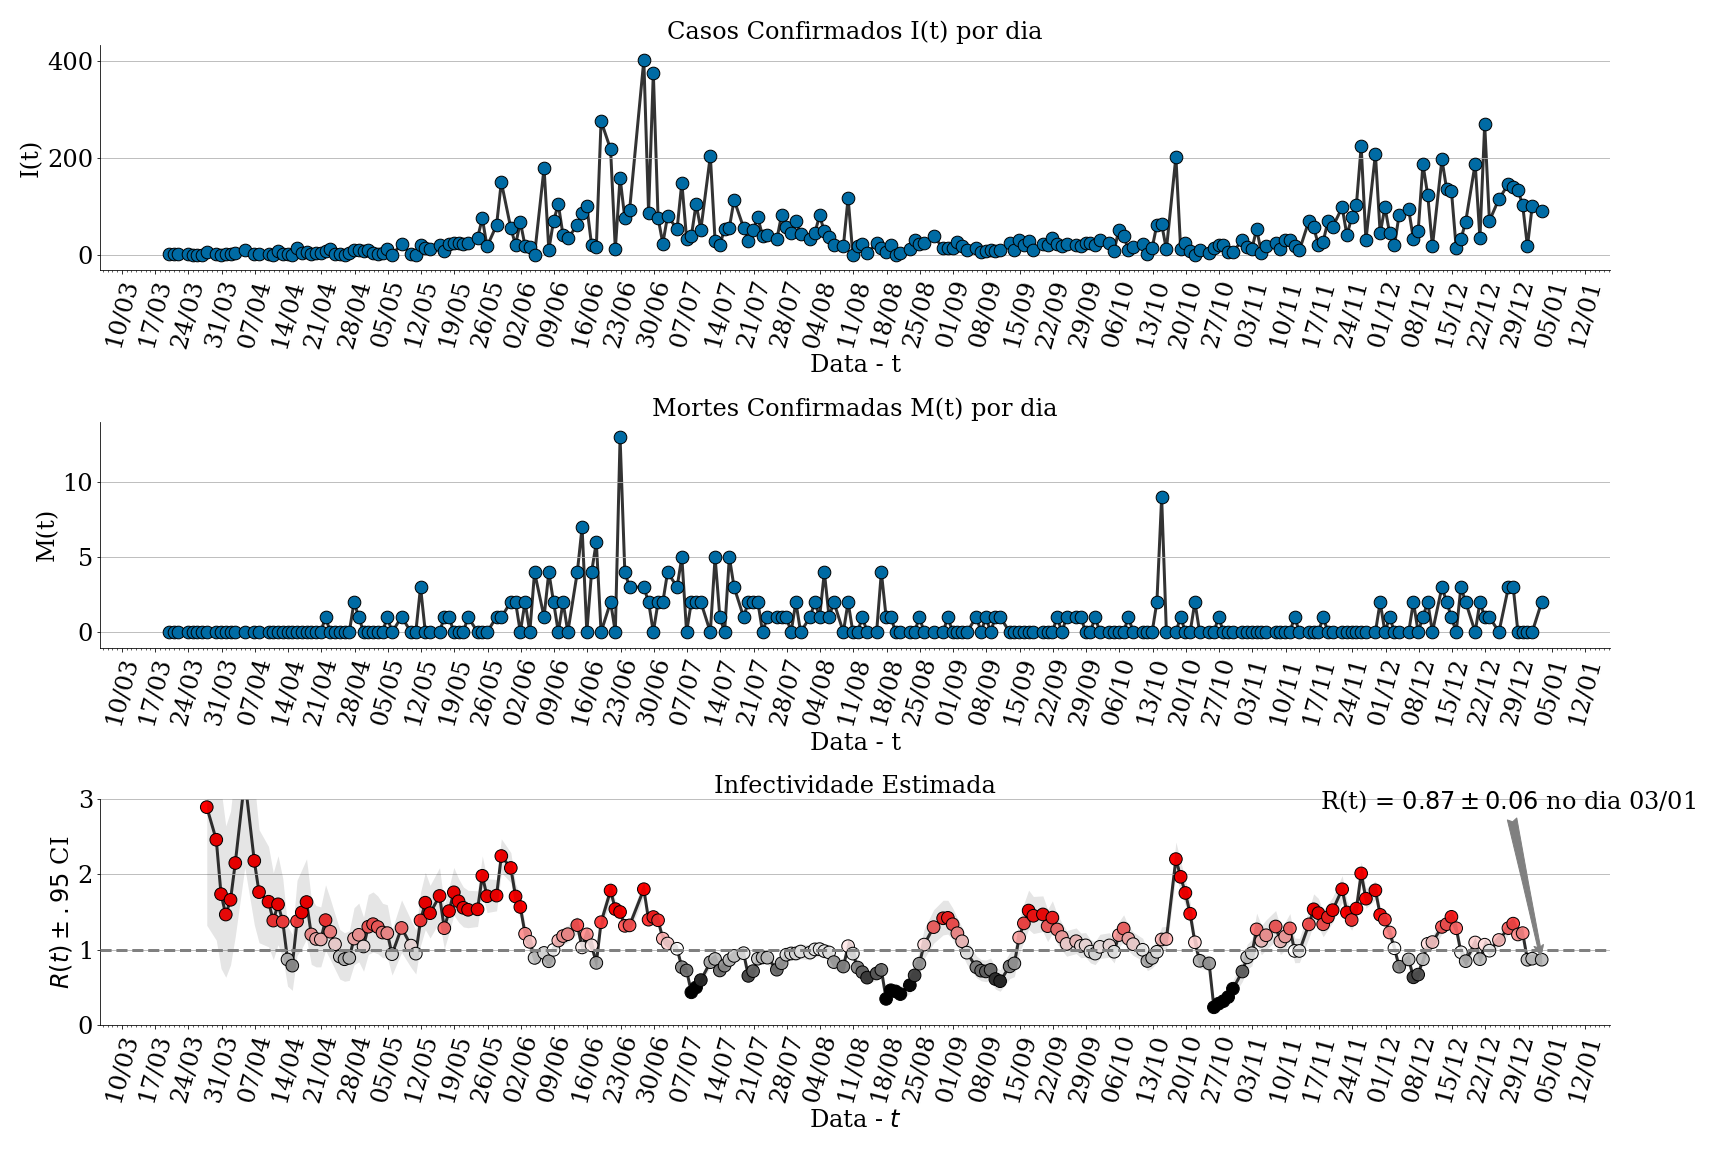 Casos Confirmados I(t) por dia
I(t)
400
200
0
10/03 17/03 24/03 31/03 07/04 14/04 21/04 28/04 05/05 12/05 19/05 26/05 02/06 09/06 16/06 23/06 30/06 07/07 14/07 21/07 28/07 04/08 11/08 18/08 25/08 01/09 08/09 15/09 22/09 29/09 06/10 13/10 20/10 27/10 03/11 10/11 17/11 24/11 01/12 08/12 15/12 22/12 29/12 05/01 12/01
Data - t
Mortes Confirmadas M(t) por dia
M(t)
10
5
0
10/03 17/03 24/03 31/03 07/04 14/04 21/04 28/04 05/05 12/05 19/05 26/05 02/06 09/06 16/06 23/06 30/06 07/07 14/07 21/07 28/07 04/08 11/08 18/08 25/08 01/09 08/09 15/09 22/09 29/09 06/10 13/10 20/10 27/10 03/11 10/11 17/11 24/11 01/12 08/12 15/12 22/12 29/12 05/01 12/01
Data - t
Infectividade Estimada
R(t) ± .95 CI
3
2
1
0
R(t) = 0.87 ± 0.06 no dia 03/01
10/03 17/03 24/03 31/03 07/04 14/04 21/04 28/04 05/05 12/05 19/05 26/05 02/06 09/06 16/06 23/06 30/06 07/07 14/07 21/07 28/07 04/08 11/08 18/08 25/08 01/09 08/09 15/09 22/09 29/09 06/10 13/10 20/10 27/10 03/11 10/11 17/11 24/11 01/12 08/12 15/12 22/12 29/12 05/01 12/01
Data - t